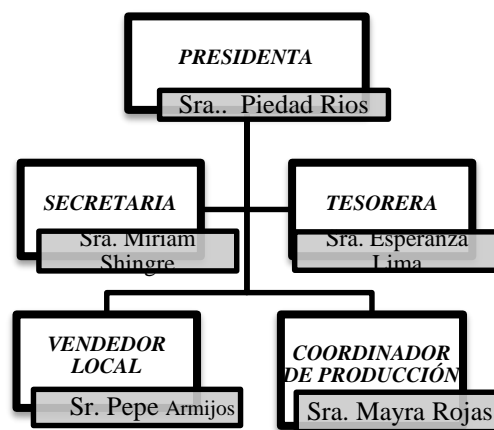 PRESIDENTA
Sra.. Piedad Rios
SECRETARIA
Sra. Miriam
Shingre
TESORERA
Sra. Esperanza
Lima
VENDEDOR
LOCAL
Sr. Pepe Armijos
COORDINADOR
DE PRODUCCIÓN
Sra. Mayra Rojas